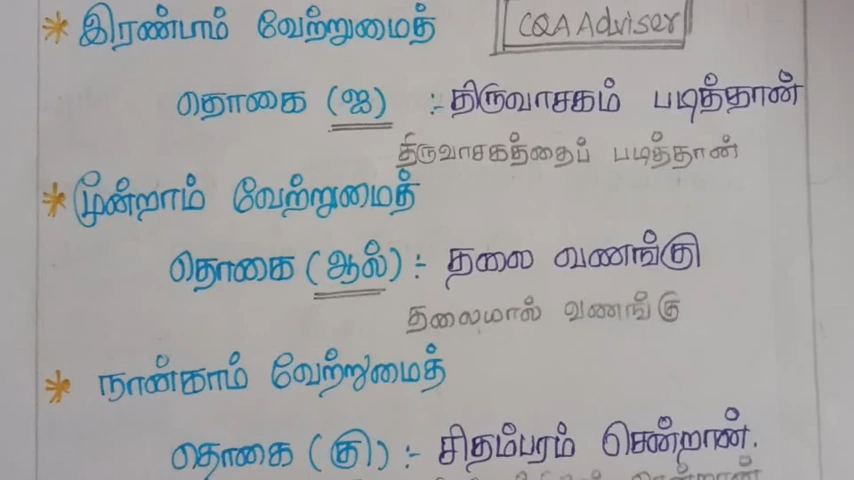 * இரண்டாம் வேற்றுமைத்
CQA Adviser
தொகை (ஐ) :- திருவாசகம் படித்தான்
திருவாசகத்தைப் படித்தான்
* மூன்றாம் வேற்றுமைத்
தொகை (ஆல்) :- தலை வணங்கு
தலையால் வணங்கு
* நான்காம் வேற்றுமைத்
தொகை (கு) :- சிதம்பரம் சென்றான்.
சென்றான்